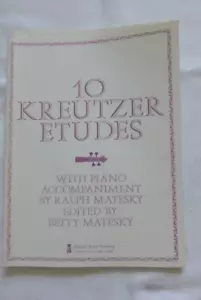 10
KREUTZER
ETUDES
WITH PIANO
ACCOMPANIMENT
BY RALPH MATESKY
EDITED BY
BETTY MATESKY